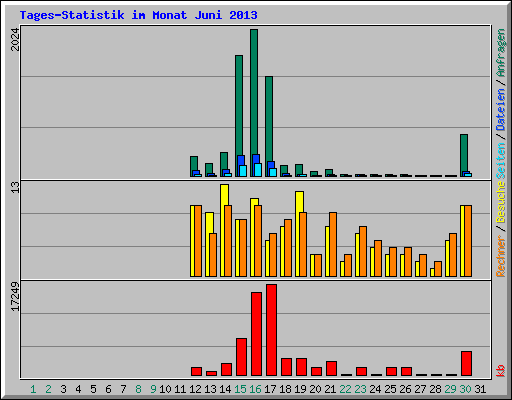 Tages-Statistik im Monat Juni 2013
2024
Rechner / Besuche Seiten / Dateien / Anfragen
13
17249
kb
1 2 3 4 5 6 7 8 9 10 11 12 13 14 15 16 17 18 19 20 21 22 23 24 25 26 27 28 29 30 31